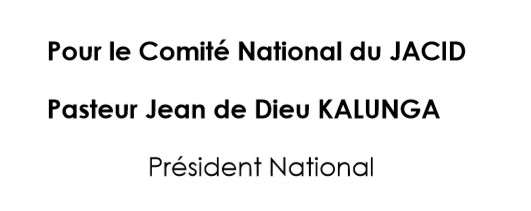 Pour le Comité National du JACID
Pasteur Jean de Dieu KALUNGA
Président National